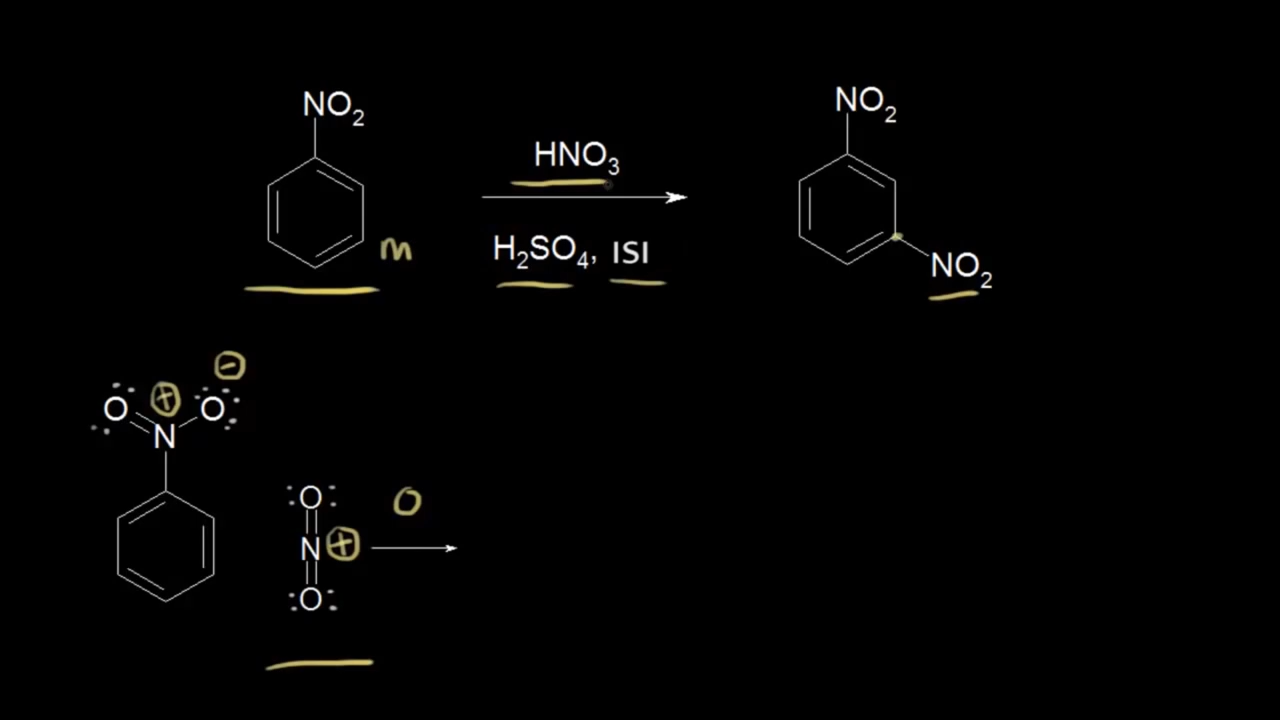 NO₂
HNO₃
H₂SO₄, ISI
m
NO₂
NO₂
O N O
⊕ ⊖
O
N ⊕
O
O